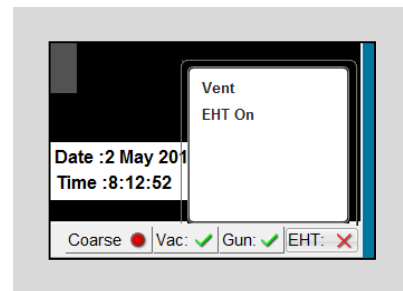 Vent
EHT On
Date :2 May 201
Time :8:12:52
Coarse Vac: Gun: EHT: